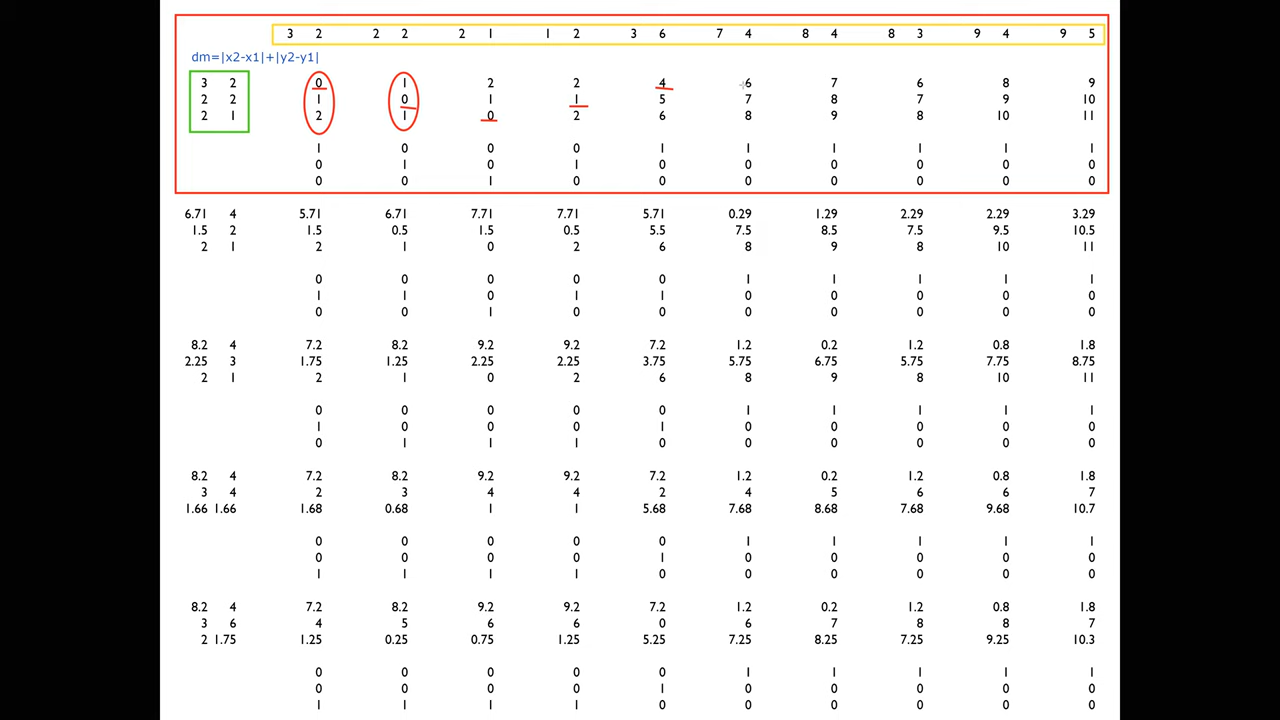 3 2 2 2 2 1 1 2 3 6 7 4 8 4 8 3 9 4 9 5
dm=|x2-x1|+|y2-y1|
3 2 0 1 2 2 4 6 7 6 8 9
2 2 1 0 1 1 5 7 8 7 9 10
2 1 2 1 0 2 6 8 9 8 10 11
1 0 0 0 1 1 1 1 1 1
0 1 0 1 0 0 0 0 0 0
0 0 1 0 0 0 0 0 0 0
6.71 4 5.71 6.71 7.71 7.71 5.71 0.29 1.29 2.29 2.29 3.29
1.5 2 1.5 0.5 1.5 0.5 5.5 7.5 8.5 7.5 9.5 10.5
2 1 2 1 0 2 6 8 9 8 10 11
0 0 0 0 0 1 1 1 1 1
1 1 0 1 1 0 0 0 0 0
0 0 1 0 0 0 0 0 0 0
8.2 4 7.2 8.2 9.2 9.2 7.2 1.2 0.2 1.2 0.8 1.8
2.25 3 1.75 1.25 2.25 2.25 3.75 5.75 6.75 5.75 7.75 8.75
2 1 2 1 0 2 6 8 9 8 10 11
0 0 0 0 0 1 1 1 1 1
1 0 0 0 1 0 0 0 0 0
0 1 1 1 0 0 0 0 0 0
8.2 4 7.2 8.2 9.2 9.2 7.2 1.2 0.2 1.2 0.8 1.8
3 4 2 3 4 4 2 4 5 6 6 7
1.66 1.66 1.68 0.68 1 1 5.68 7.68 8.68 7.68 9.68 10.7
0 0 0 0 0 1 1 1 1 1
0 0 0 0 1 0 0 0 0 0
1 1 1 1 0 0 0 0 0 0
8.2 4 7.2 8.2 9.2 9.2 7.2 1.2 0.2 1.2 0.8 1.8
3 6 4 5 6 6 0 6 7 8 8 7
2 1.75 1.25 0.25 0.75 1.25 5.25 7.25 8.25 7.25 9.25 10.3
0 0 0 0 0 1 1 1 1 1
0 0 0 0 1 0 0 0 0 0
1 1 1 1 0 0 0 0 0 0